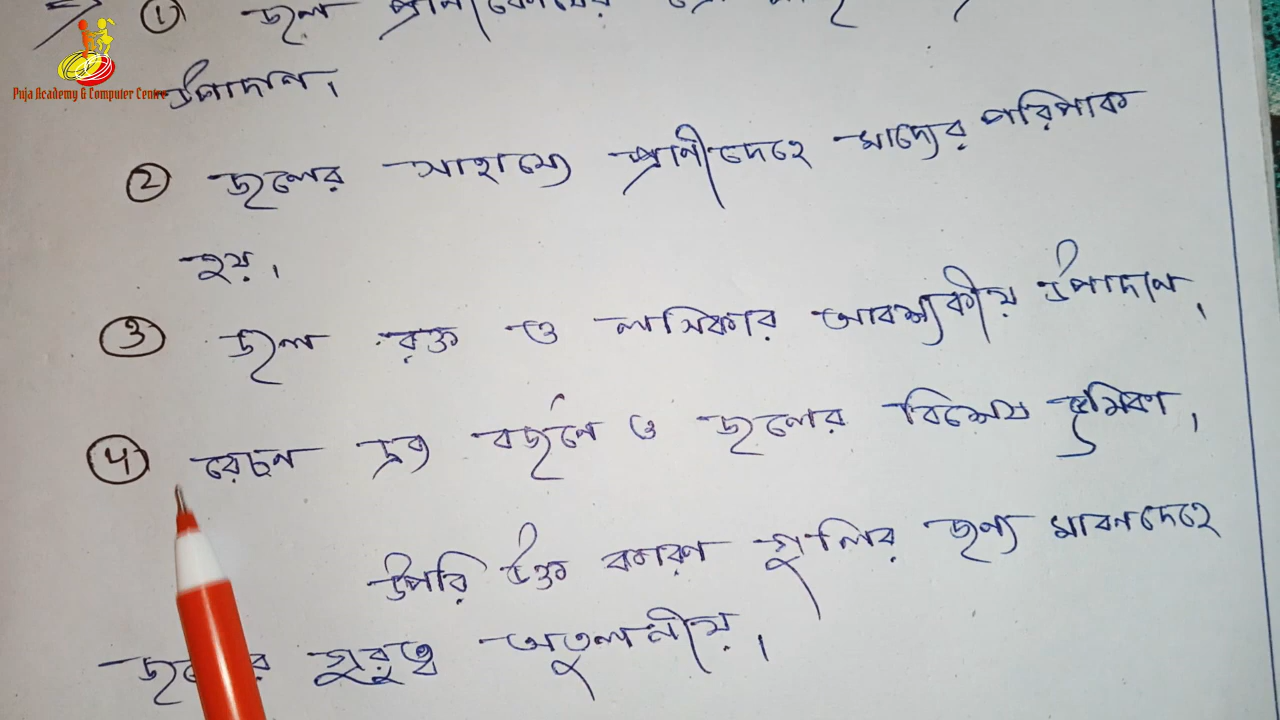 ① জল
Puja Academy & Computer Centre
উপাদান।
② জলের সাহায্যে প্রাণীদেহে খাদ্যের পরিপাক
হয়।
③ জল রক্ত ও লসিকার আবশ্যকীয় উপাদান।
④ রেচন দ্রব্য বর্জনে ও জলের বিশেষ ভূমিকা।
উপরি উক্ত কারণ গুলির জন্য মানবদেহে
গুরুত্ব অতুলনীয়।